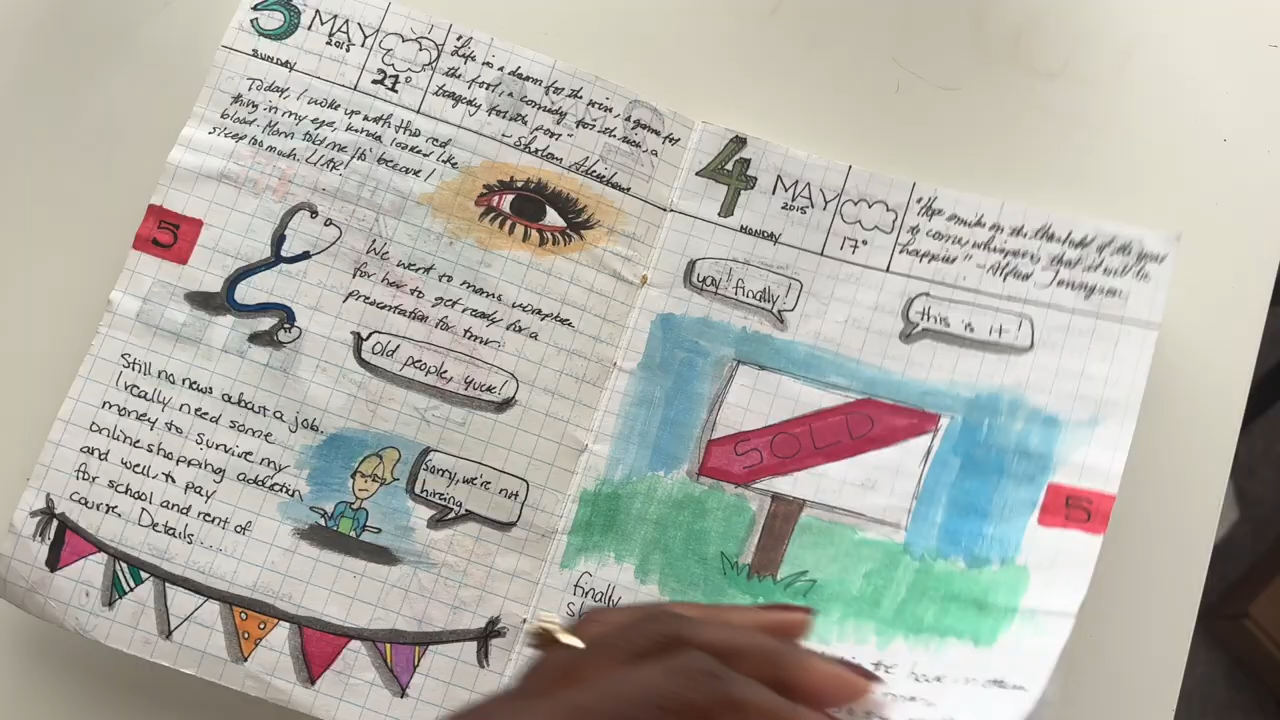 3 MAY
2015
SUNDAY
27°
"Life is a dream for the wise, a game for
the fool, a comedy for the rich, a
tragedy for the poor"
- Sholom Aleichem
Today, I woke up with this red
thing in my eye, kinda looked like
blood. Mom told me its because I
sleep too much. LIAR!
5
We went to moms workplace
for her to get ready for a
presentation for tmr.
Old people, yuck!
Still no news about a job.
I really need some
money to survive my
online shopping addiction
and well to pay
for school and rent of
course. Details....
Sorry, we're not
hireing
4 MAY
2015
MONDAY
17°
"Hope smiles on the threshold of the year
to come, whispering that it will be
happier" - Alfred Tennyson
yay!! finally!
this is it!
SOLD
5
finally
the house